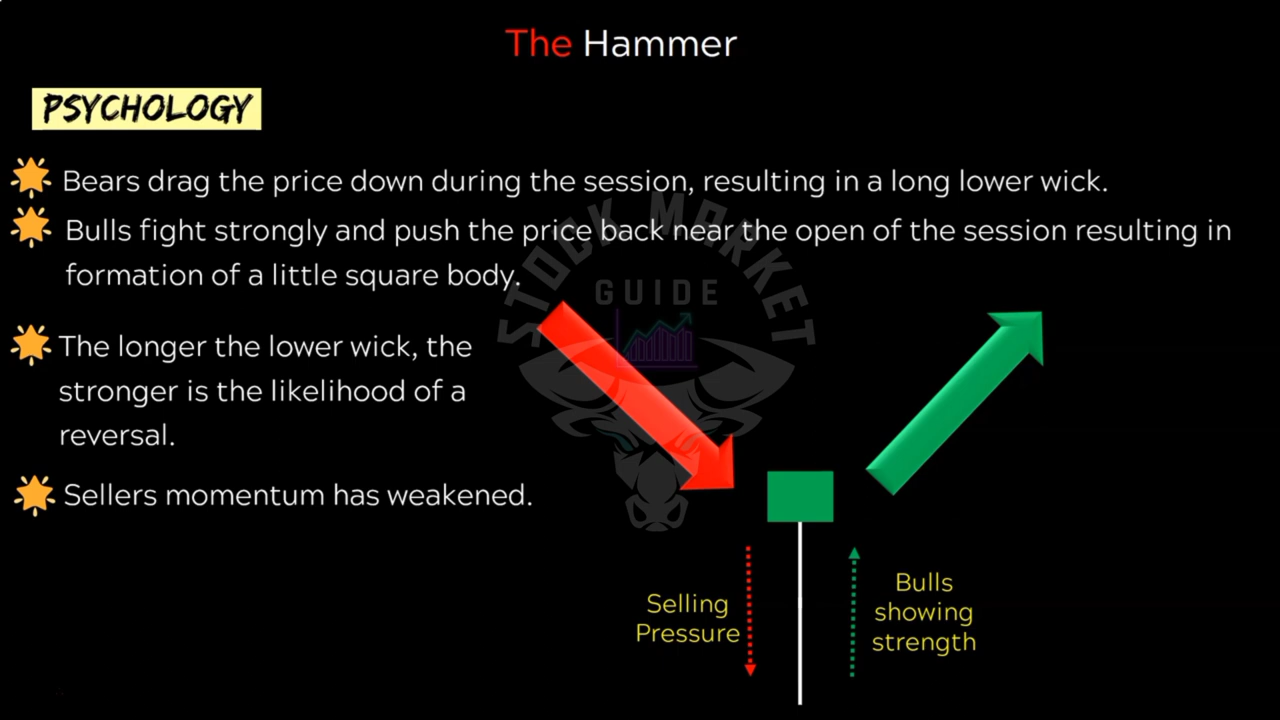 The Hammer
PSYCHOLOGY
Bears drag the price down during the session, resulting in a long lower wick.
Bulls fight strongly and push the price back near the open of the session resulting in
formation of a little square body.
STOCK MARKET
GUIDE
The longer the lower wick, the
stronger is the likelihood of a
reversal.
Sellers momentum has weakened.
Selling
Pressure
Bulls
showing
strength